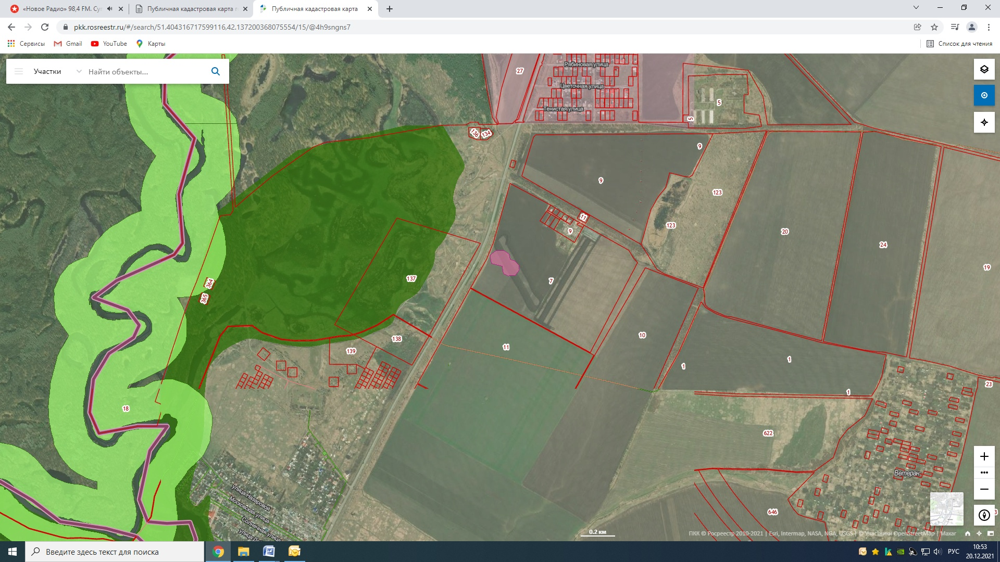 «Новое Радио» 98,4 FM. Су
Публичная кадастровая карта
Публичная кадастровая карта
pkk.rosreestr.ru/#/search/51.404316717599116,42.137200368075554/15/@4h9sngns7
Сервисы
Gmail
YouTube
Карты
Список для чтения
Участки
Найти объекты...
27
Рябиновая улица
Цветочная улица
Тенистая улица
5
5
136
134
9
9
123
11
9
123
20
24
19
137
7
364
365
10
138
11
139
1
1
1
23
18
622
Ветеран
Улица Назаровой
Московская улица
Солнечная улица
646
0.2 км
ПКК © Росреестр 2010-2021 | Esri, Intermap, NASA, NGA, USGS | © Участники OpenStreetMap | Maxar
Введите здесь текст для поиска
РУС
10:53
20.12.2021